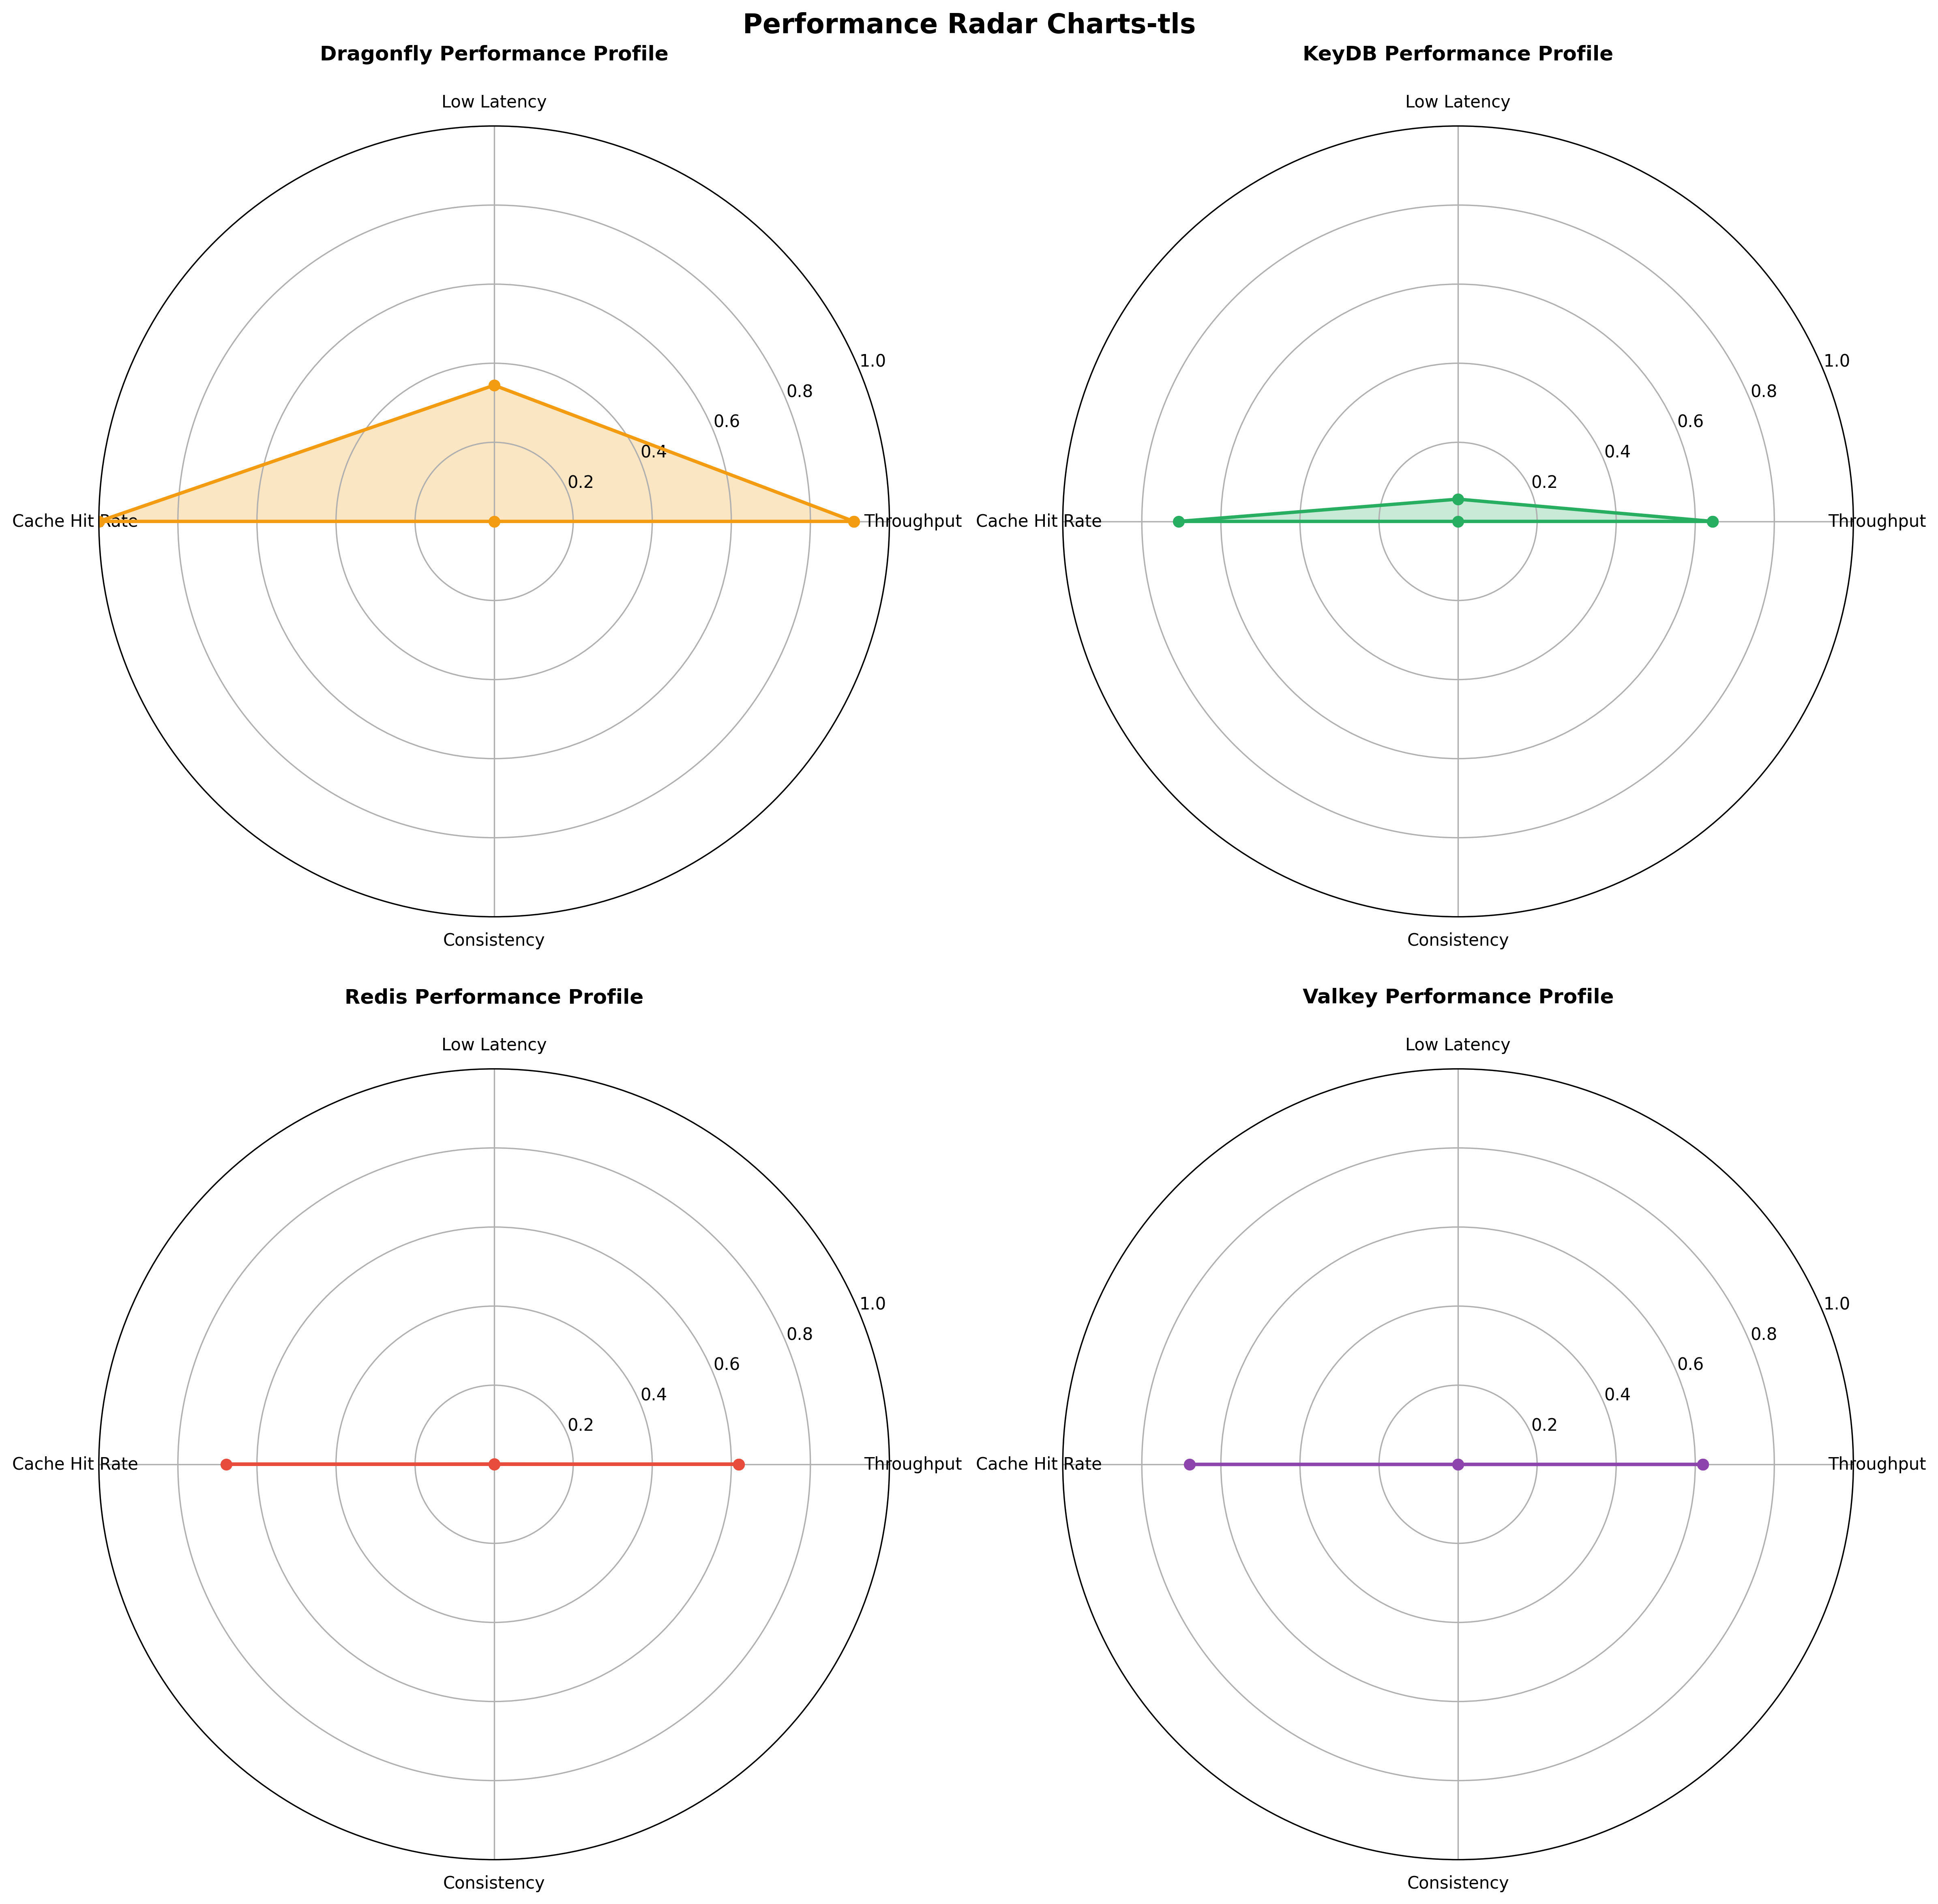 Performance Radar Charts-tls
Dragonfly Performance Profile
Low Latency
1.0
0.8
0.6
0.4
0.2
Cache Hit Rate
Throughput
Consistency
KeyDB Performance Profile
Low Latency
1.0
0.8
0.6
0.4
0.2
Cache Hit Rate
Throughput
Consistency
Redis Performance Profile
Low Latency
1.0
0.8
0.6
0.4
0.2
Cache Hit Rate
Throughput
Consistency
Valkey Performance Profile
Low Latency
1.0
0.8
0.6
0.4
0.2
Cache Hit Rate
Throughput
Consistency